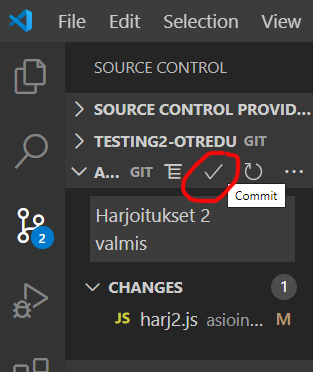 File Edit Selection View
SOURCE CONTROL
SOURCE CONTROL PROVID...
TESTING2-OTREDU GIT
A... GIT
Commit
Harjoitukset 2
valmis
2
CHANGES 1
JS harj2.js asioin... M